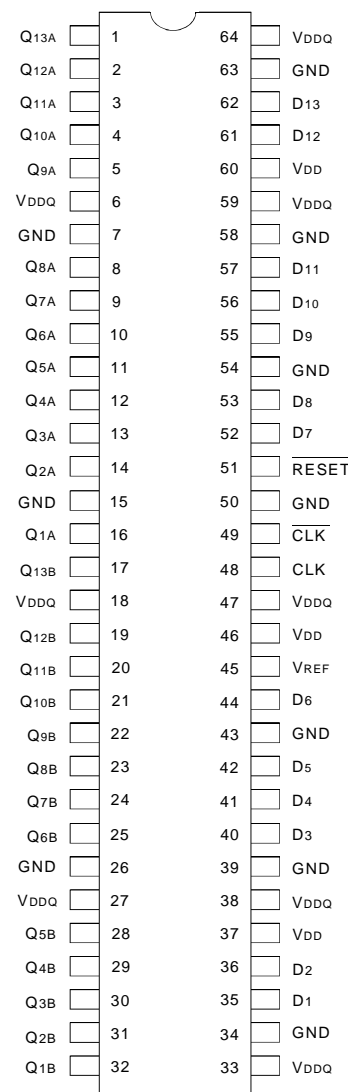 Q13A 1 64 VDDQ
Q12A 2 63 GND
Q11A 3 62 D13
Q10A 4 61 D12
Q9A 5 60 VDD
VDDQ 6 59 VDDQ
GND 7 58 GND
Q8A 8 57 D11
Q7A 9 56 D10
Q6A 10 55 D9
Q5A 11 54 GND
Q4A 12 53 D8
Q3A 13 52 D7
Q2A 14 51 RESET
GND 15 50 GND
Q1A 16 49 CLK
Q13B 17 48 CLK
VDDQ 18 47 VDDQ
Q12B 19 46 VDD
Q11B 20 45 VREF
Q10B 21 44 D6
Q9B 22 43 GND
Q8B 23 42 D5
Q7B 24 41 D4
Q6B 25 40 D3
GND 26 39 GND
VDDQ 27 38 VDDQ
Q5B 28 37 VDD
Q4B 29 36 D2
Q3B 30 35 D1
Q2B 31 34 GND
Q1B 32 33 VDDQ